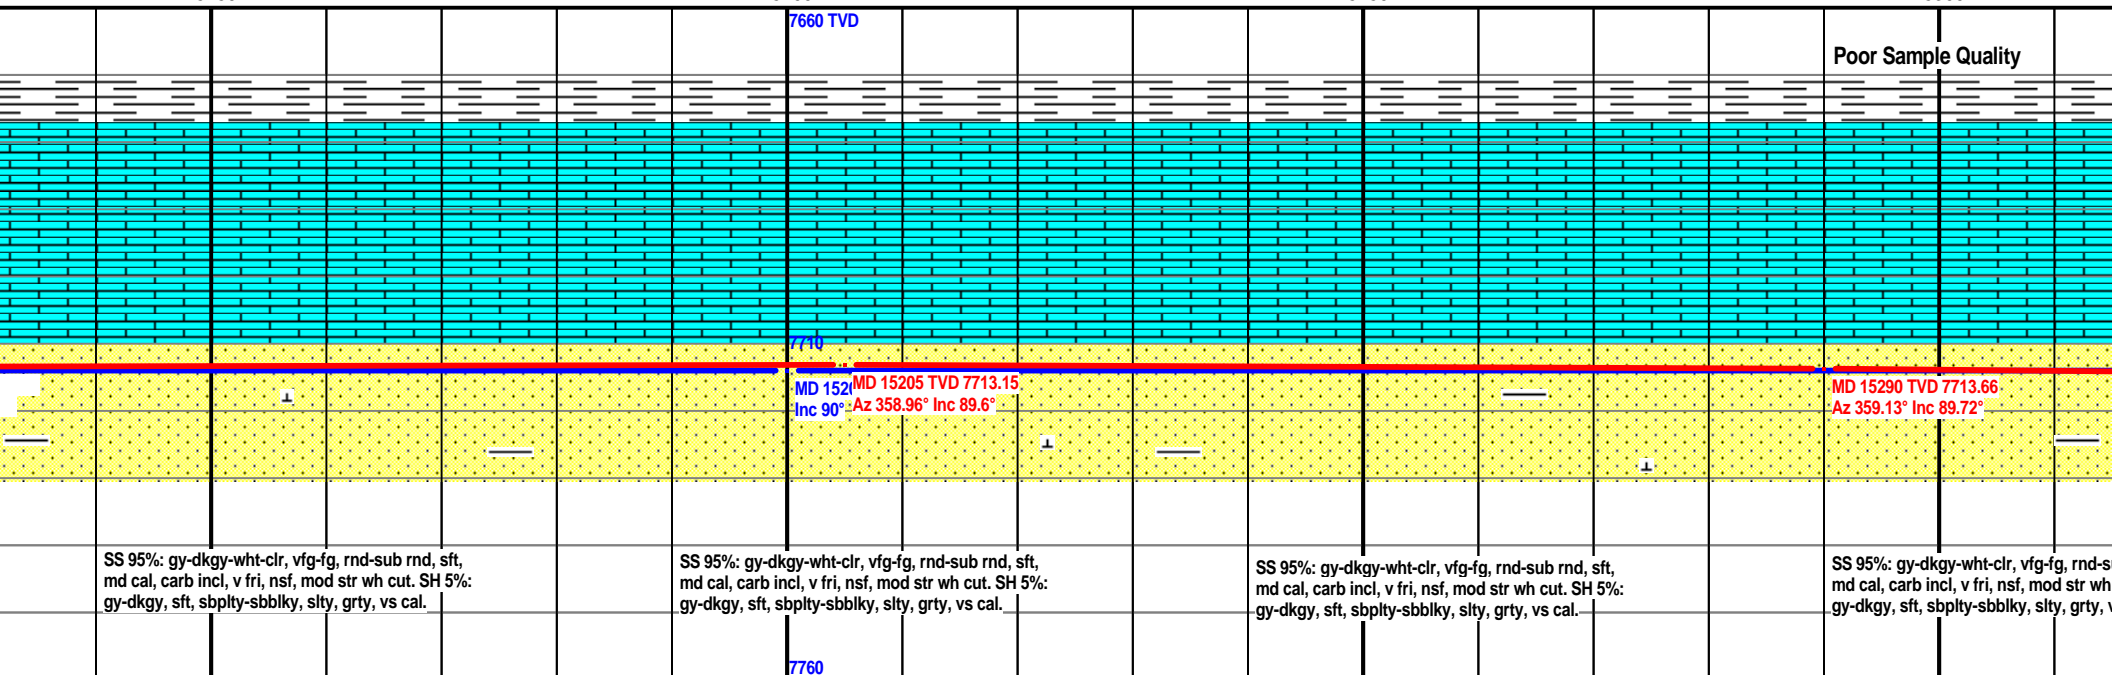 7660 TVD
Poor Sample Quality
7710
MD 1520
Inc 90°
MD 15205 TVD 7713.15
Az 358.96° Inc 89.6°
MD 15290 TVD 7713.66
Az 359.13° Inc 89.72°
SS 95%: gy-dkgy-wht-clr, vfg-fg, rnd-sub rnd, sft,
md cal, carb incl, v fri, nsf, mod str wh cut. SH 5%:
gy-dkgy, sft, sbplty-sbblky, slty, grty, vs cal.
SS 95%: gy-dkgy-wht-clr, vfg-fg, rnd-sub rnd, sft,
md cal, carb incl, v fri, nsf, mod str wh cut. SH 5%:
gy-dkgy, sft, sbplty-sbblky, slty, grty, vs cal.
SS 95%: gy-dkgy-wht-clr, vfg-fg, rnd-sub rnd, sft,
md cal, carb incl, v fri, nsf, mod str wh cut. SH 5%:
gy-dkgy, sft, sbplty-sbblky, slty, grty, vs cal.
SS 95%: gy-dkgy-wht-clr, vfg-fg, rnd-s
md cal, carb incl, v fri, nsf, mod str wh
gy-dkgy, sft, sbplty-sbblky, slty, grty, v
7760